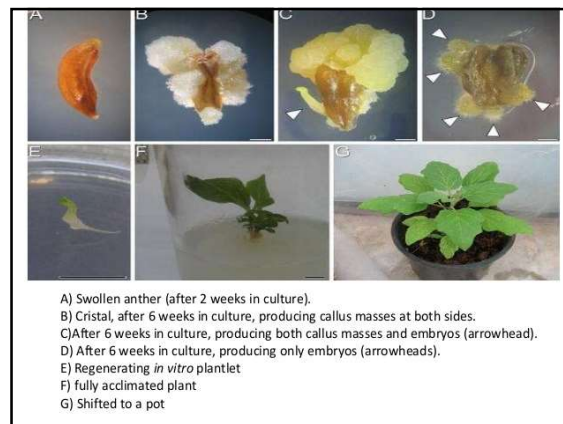 A
B
C
D
E
F
G
A) Swollen anther (after 2 weeks in culture).
B) Cristal, after 6 weeks in culture, producing callus masses at both sides.
C)After 6 weeks in culture, producing both callus masses and embryos (arrowhead).
D) After 6 weeks in culture, producing only embryos (arrowheads).
E) Regenerating in vitro plantlet
F) fully acclimated plant
G) Shifted to a pot